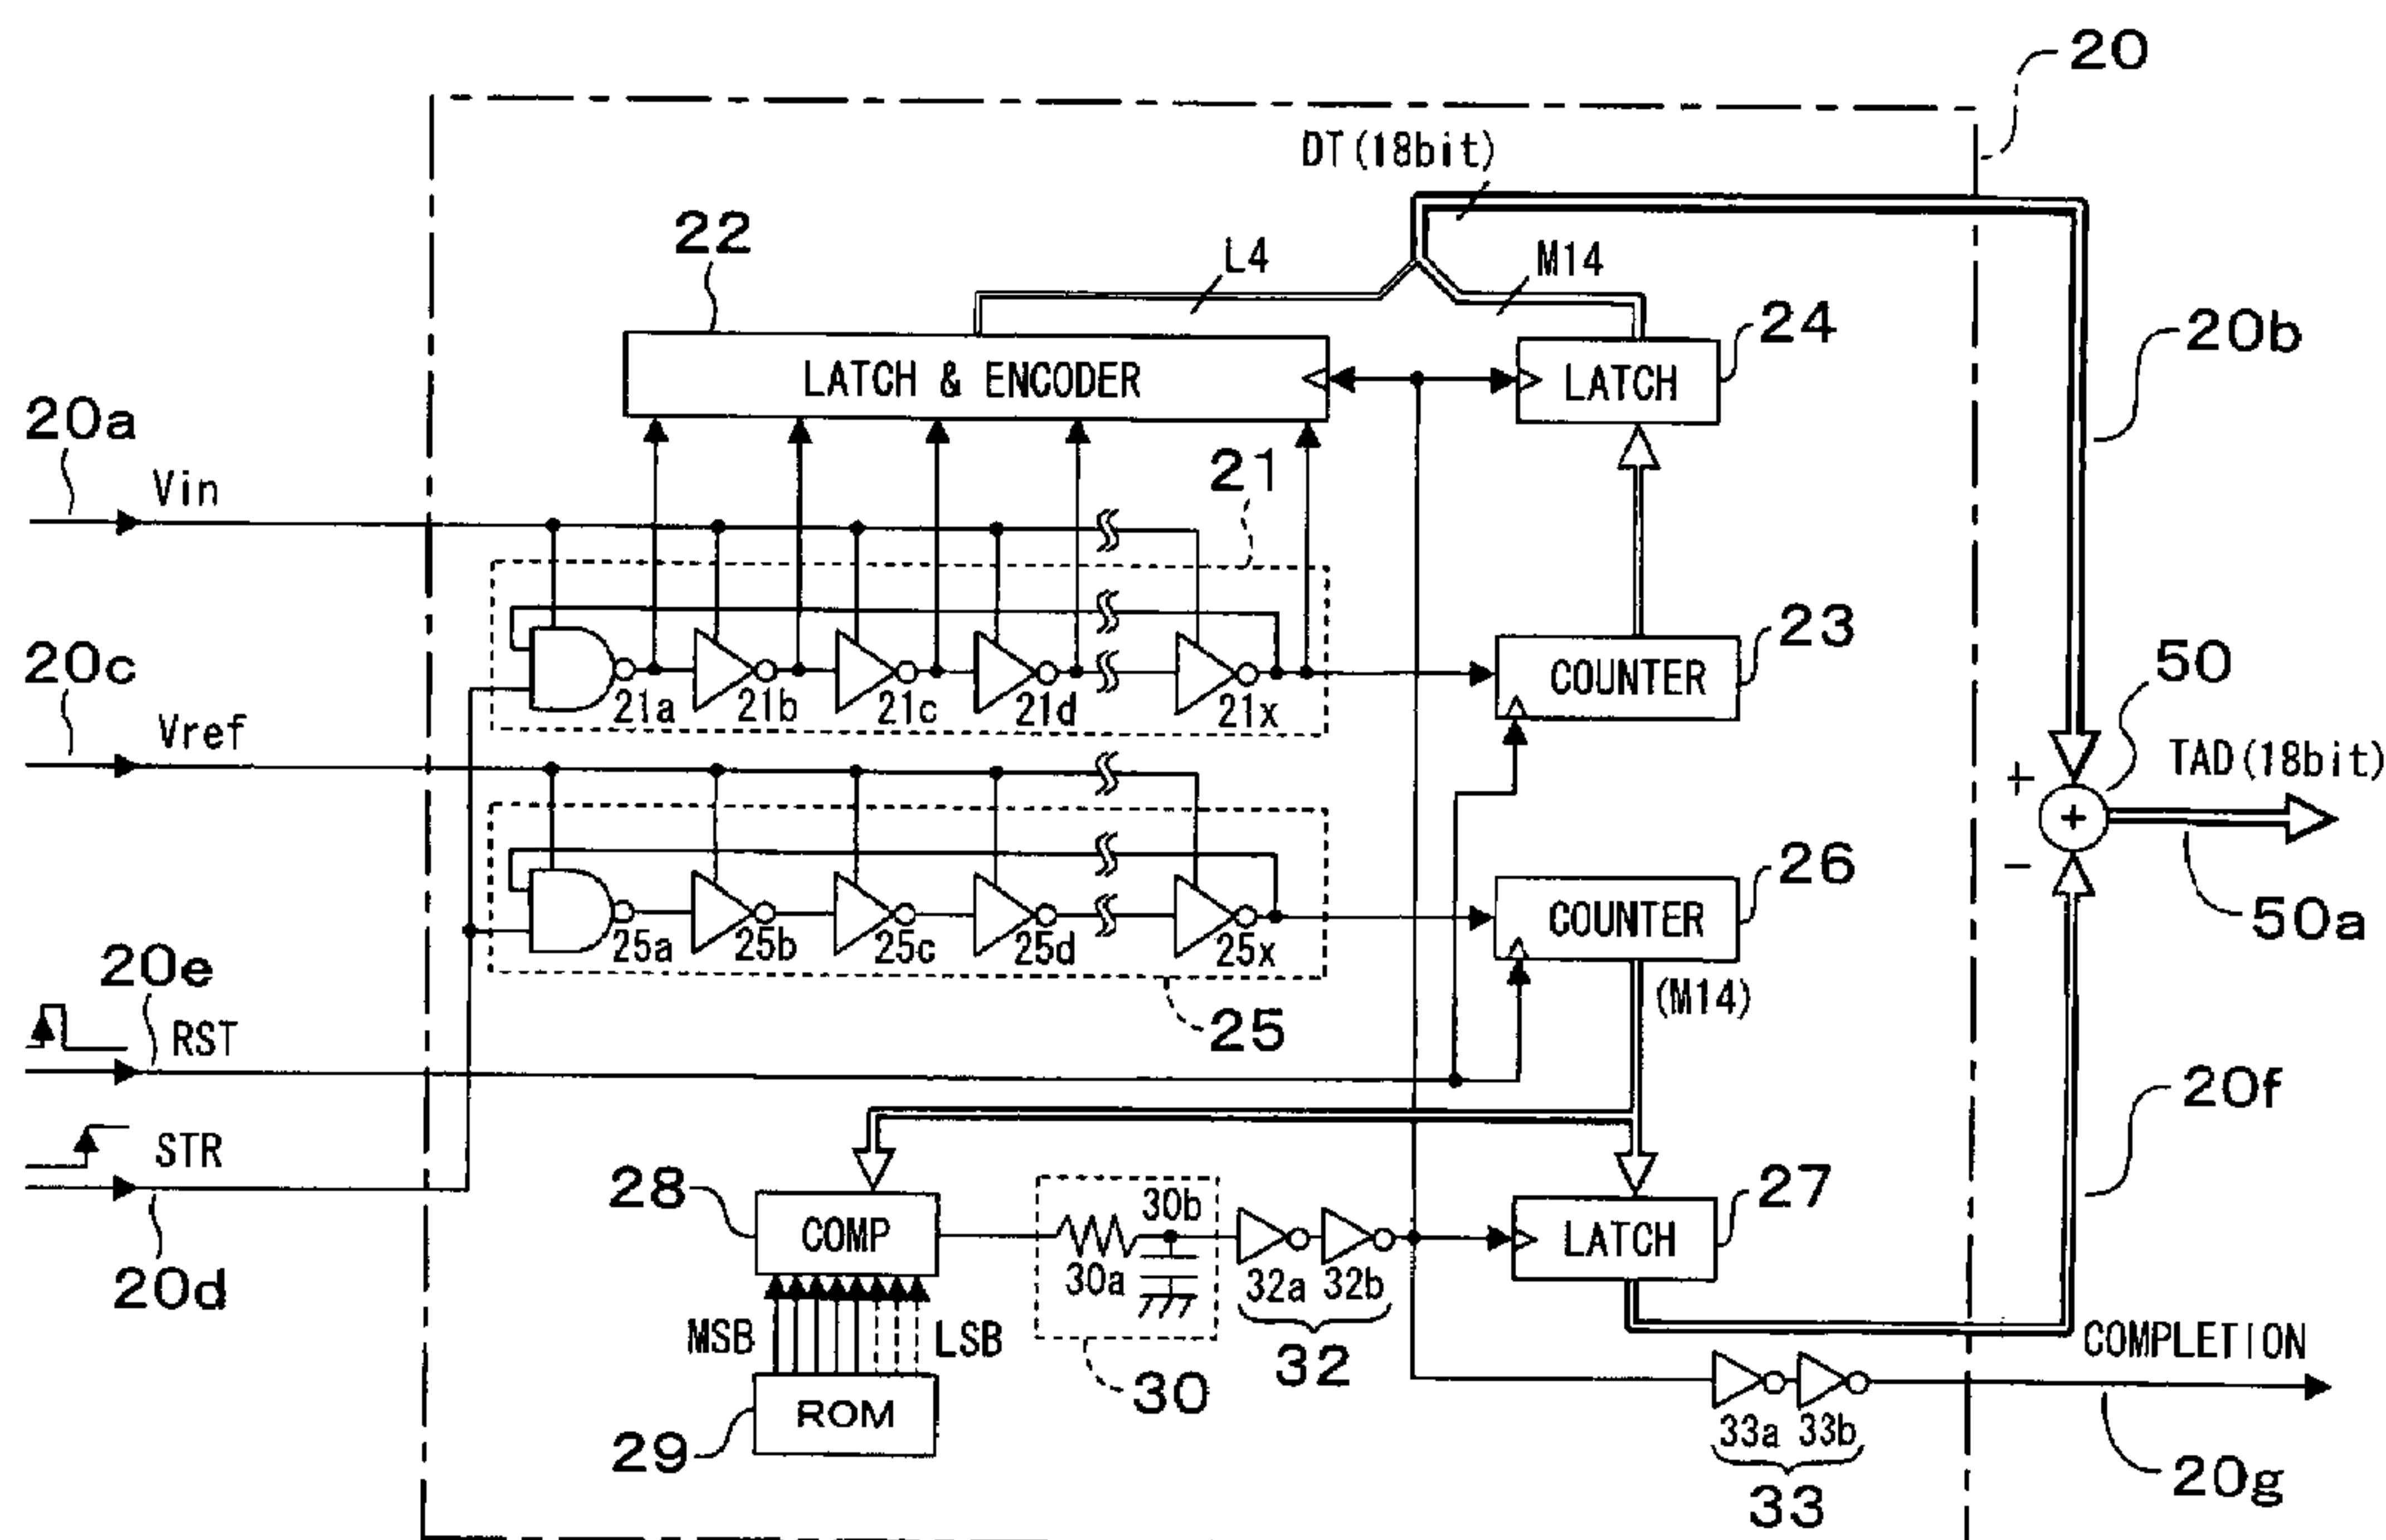 20
DT(18bit)
22
L4
M14
24
20b
LATCH & ENCODER
LATCH
20a
Vin
21
23
20c
50
COUNTER
21a
21b
21c
21d
21x
Vref
TAD(18bit)
+
+
26
−
COUNTER
50a
25a
25b
25c
25d
25x
20e
(M14)
25
RST
20f
STR
28
30b
27
COMP
LATCH
20d
30a
32a
32b
MSB
LSB
COMPLETION
32
30
ROM
29
33a
33b
20g
33